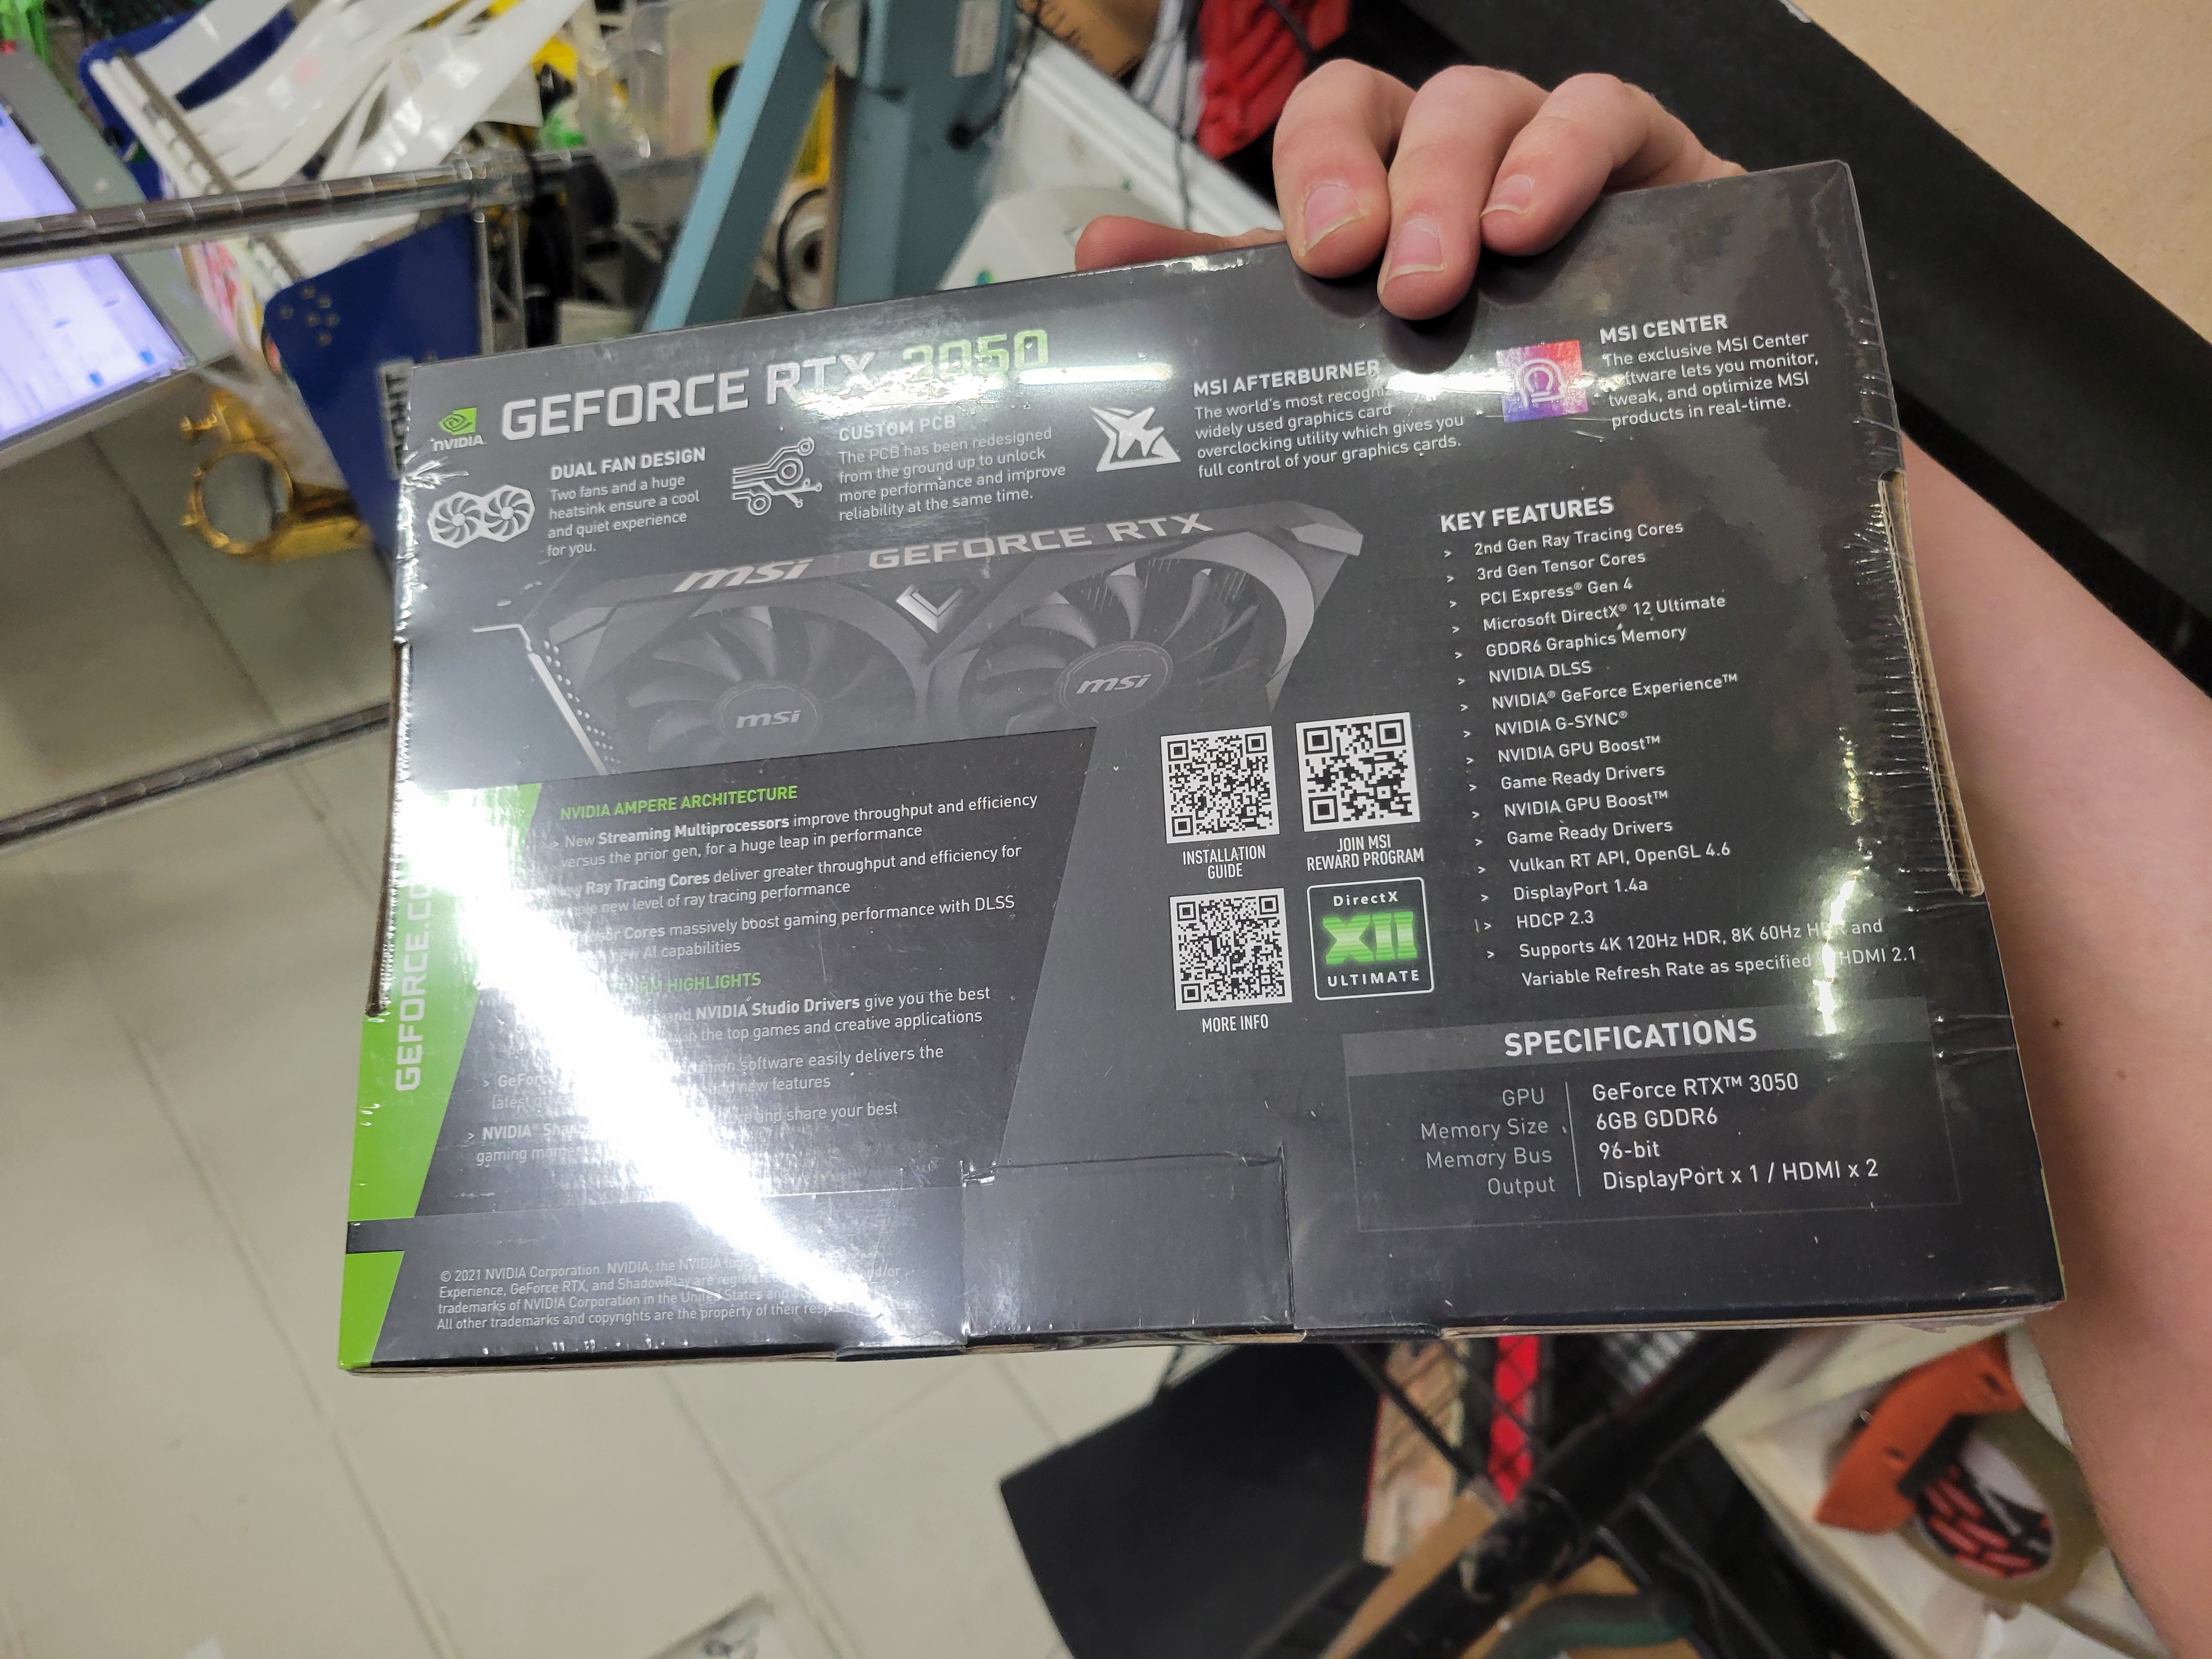 NVIDIA
GEFORCE RTX 3050
DUAL FAN DESIGN
Two fans and a huge
heatsink ensure a cool
and quiet experience
for you.
CUSTOM PCB
The PCB has been redesigned
from the ground up to unlock
more performance and improve
reliability at the same time.
MSI AFTERBURNER
The world's most
widely used graphics card
overclocking utility which gives you
full control of your graphics cards.
MSI CENTER
The exclusive MSI Center
lets you monitor,
tweak, and optimize MSI
products in real-time.
msi GEFORCE RTX
msi
msi
KEY FEATURES
> 2nd Gen Ray Tracing Cores
> 3rd Gen Tensor Cores
> PCI Express® Gen 4
> Microsoft DirectX® 12 Ultimate
> GDDR6 Graphics Memory
> NVIDIA DLSS
> NVIDIA® GeForce Experience™
> NVIDIA G-SYNC®
> NVIDIA GPU Boost™
> Game Ready Drivers
> NVIDIA GPU Boost™
> Game Ready Drivers
> Vulkan RT API, OpenGL 4.6
> DisplayPort 1.4a
> HDCP 2.3
> Supports 4K 120Hz HDR, 8K 60Hz HDR and
Variable Refresh Rate as specified HDMI 2.1
NVIDIA AMPERE ARCHITECTURE
> New Streaming Multiprocessors improve throughput and efficiency
versus the prior gen, for a huge leap in performance
Ray Tracing Cores deliver greater throughput and efficiency for
new level of ray tracing performance
Cores massively boost gaming performance with DLSS
AI capabilities
HIGHLIGHTS
and NVIDIA Studio Drivers give you the best
the top games and creative applications
> software easily delivers the
new features
> NVIDIA® and share your best
gaming
GEFORCE
INSTALLATION
GUIDE
JOIN MSI
REWARD PROGRAM
MORE INFO
DirectX
XII
ULTIMATE
SPECIFICATIONS
GPU GeForce RTX™ 3050
Memory Size 6GB GDDR6
Memory Bus 96-bit
Output DisplayPort x 1 / HDMI x 2
© 2021 NVIDIA Corporation. NVIDIA, the NVIDIA
Experience, GeForce RTX, and ShadowPlay are
trademarks of NVIDIA Corporation in the United States and
All other trademarks and copyrights are the property of their